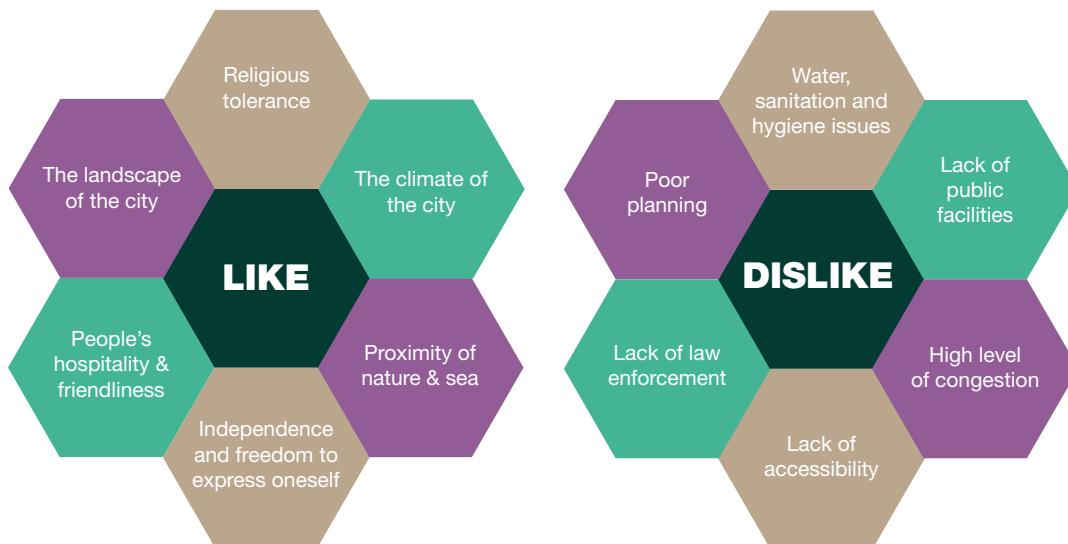 Religious
tolerance
The landscape
of the city
The climate of
the city
LIKE
People's
hospitality &
friendliness
Proximity of
nature & sea
Independence
and freedom to
express oneself
Water,
sanitation and
hygiene issues
Poor
planning
Lack of
public
facilities
DISLIKE
Lack of law
enforcement
High level
of congestion
Lack of
accessibility